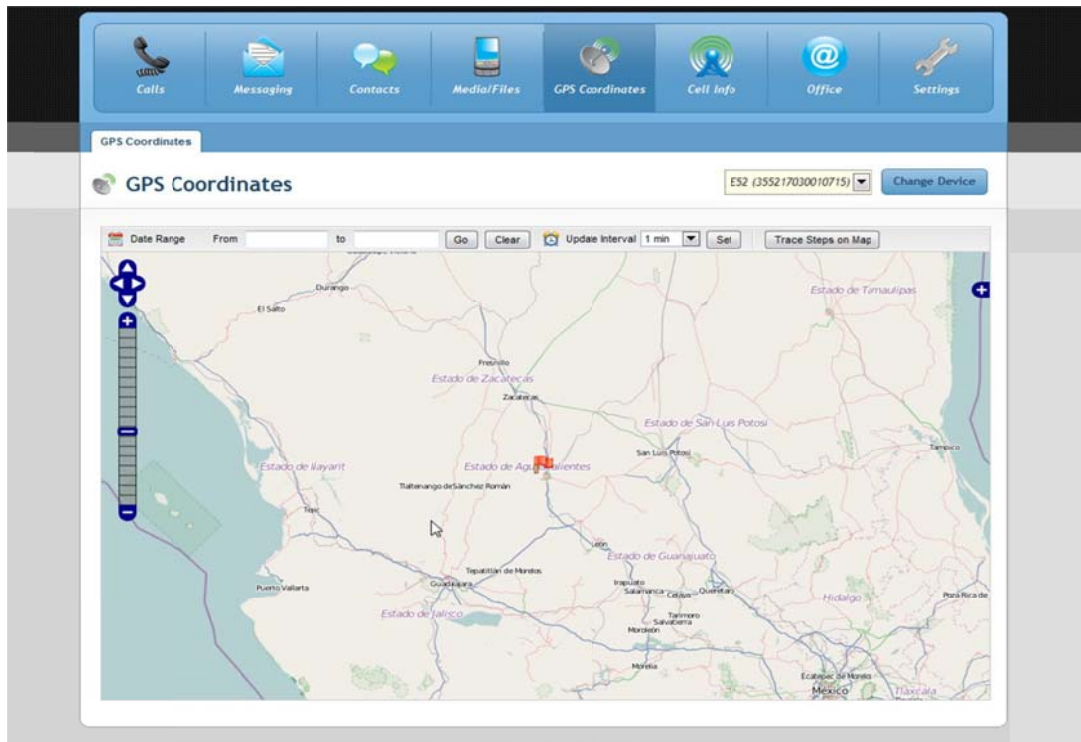 Calls
Messaging
Contacts
Media/Files
GPS Coordinates
Cell Info
Office
Settings
GPS Coordinates
GPS Coordinates
E52 (355217030010715)
Change Device
Date Range From to Go Clear Update Interval 1 min Set Trace Steps on Map
Durango
El Salto
Estado de Tamaulipas
Fresnillo
Estado de Zacatecas
Zacatecas
Estado de San Luis Potosí
San Luis Potosí
Tampico
Estado de Nayarit
Estado de Aguascalientes
Tlaltenango de Sánchez Román
Tepic
León
Estado de Guanajuato
Tepatitlán de Morelos
Puerto Vallarta
Guadalajara
Irapuato
Salamanca
Celaya
Querétaro
Hidalgo
Poza Rica de
Estado de Jalisco
Tarimoro
Salvatierra
Moroleón
Morelia
Ecatepec de Morelos
México
Tlaxcala